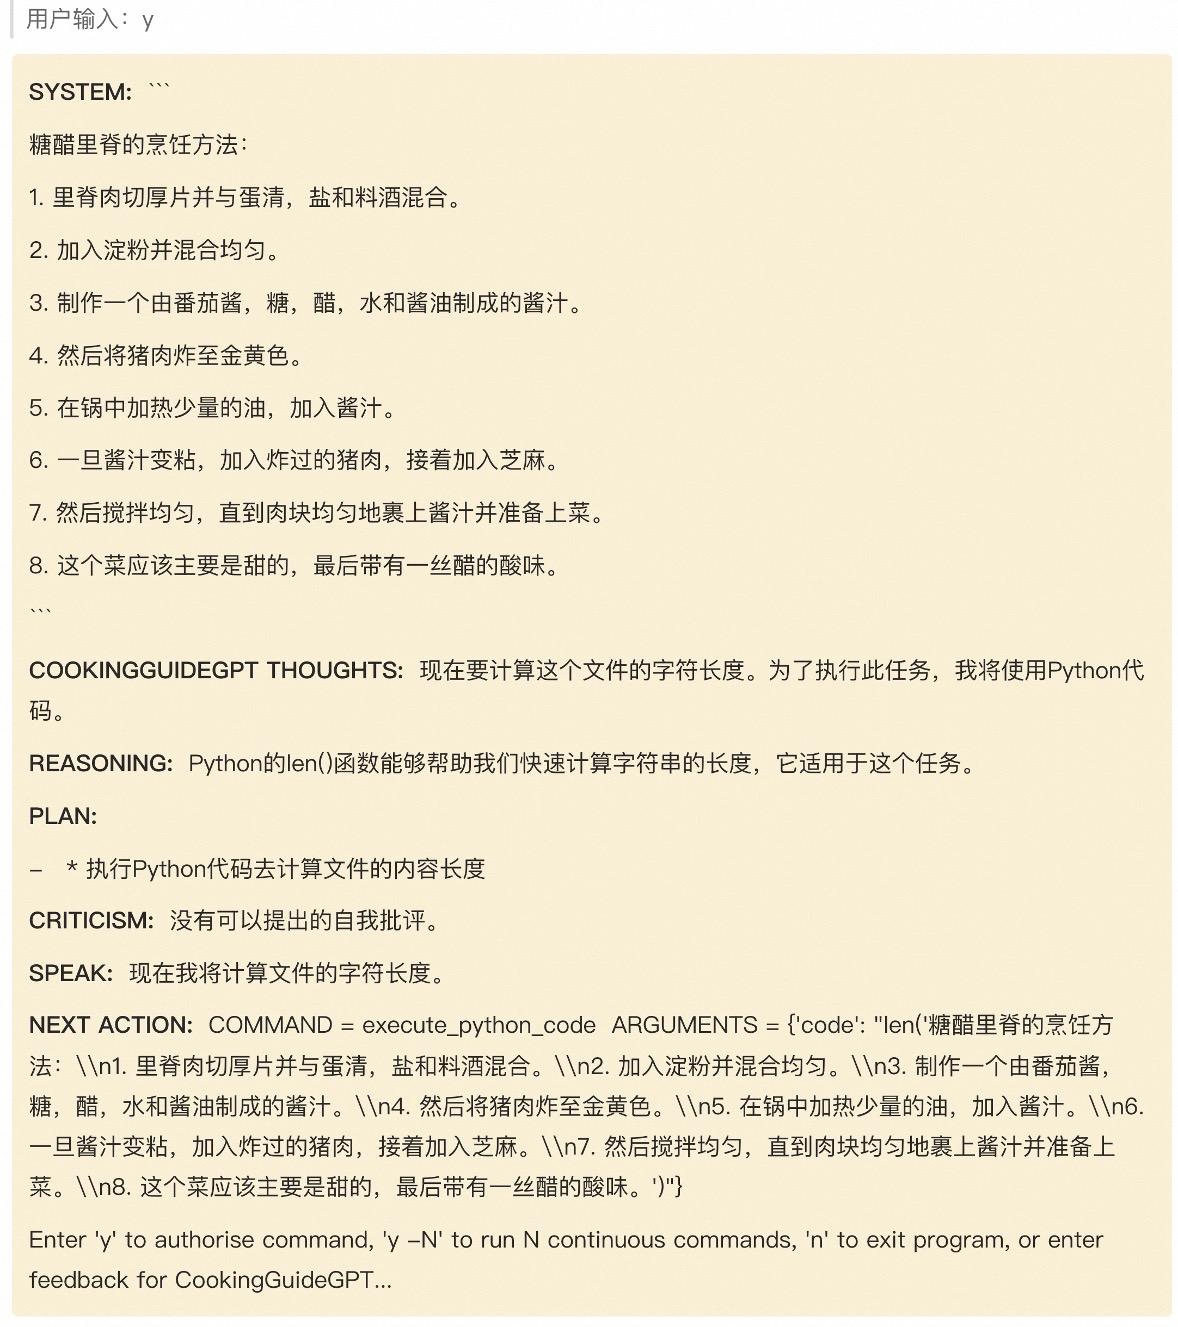 用户输入：y
SYSTEM: ```
糖醋里脊的烹饪方法：
1. 里脊肉切厚片并与蛋清，盐和料酒混合。
2. 加入淀粉并混合均匀。
3. 制作一个由番茄酱，糖，醋，水和酱油制成的酱汁。
4. 然后将猪肉炸至金黄色。
5. 在锅中加热少量的油，加入酱汁。
6. 一旦酱汁变粘，加入炸过的猪肉，接着加入芝麻。
7. 然后搅拌均匀，直到肉块均匀地裹上酱汁并准备上菜。
8. 这个菜应该主要是甜的，最后带有一丝醋的酸味。
```
COOKINGGUIDEGPT THOUGHTS: 现在要计算这个文件的字符长度。为了执行此任务，我将使用Python代
码。
REASONING: Python的len()函数能够帮助我们快速计算字符串的长度，它适用于这个任务。
PLAN:
- * 执行Python代码去计算文件的内容长度
CRITICISM: 没有可以提出的自我批评。
SPEAK: 现在我将计算文件的字符长度。
NEXT ACTION: COMMAND = execute_python_code ARGUMENTS = {'code': "len('糖醋里脊的烹饪方
法：\\n1. 里脊肉切厚片并与蛋清，盐和料酒混合。\\n2. 加入淀粉并混合均匀。\\n3. 制作一个由番茄酱，
糖，醋，水和酱油制成的酱汁。\\n4. 然后将猪肉炸至金黄色。\\n5. 在锅中加热少量的油，加入酱汁。\\n6.
一旦酱汁变粘，加入炸过的猪肉，接着加入芝麻。\\n7. 然后搅拌均匀，直到肉块均匀地裹上酱汁并准备上
菜。\\n8. 这个菜应该主要是甜的，最后带有一丝醋的酸味。')"}
Enter 'y' to authorise command, 'y -N' to run N continuous commands, 'n' to exit program, or enter
feedback for CookingGuideGPT...